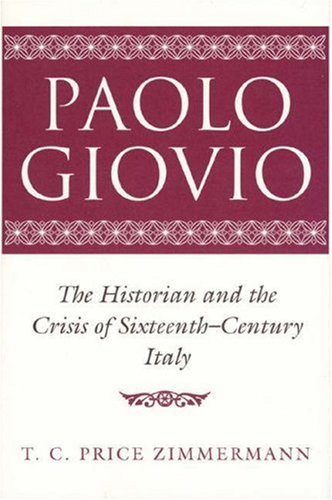 PAOLO
GIOVIO
The Historian and the
Crisis of Sixteenth–Century
Italy
T. C. PRICE ZIMMERMANN